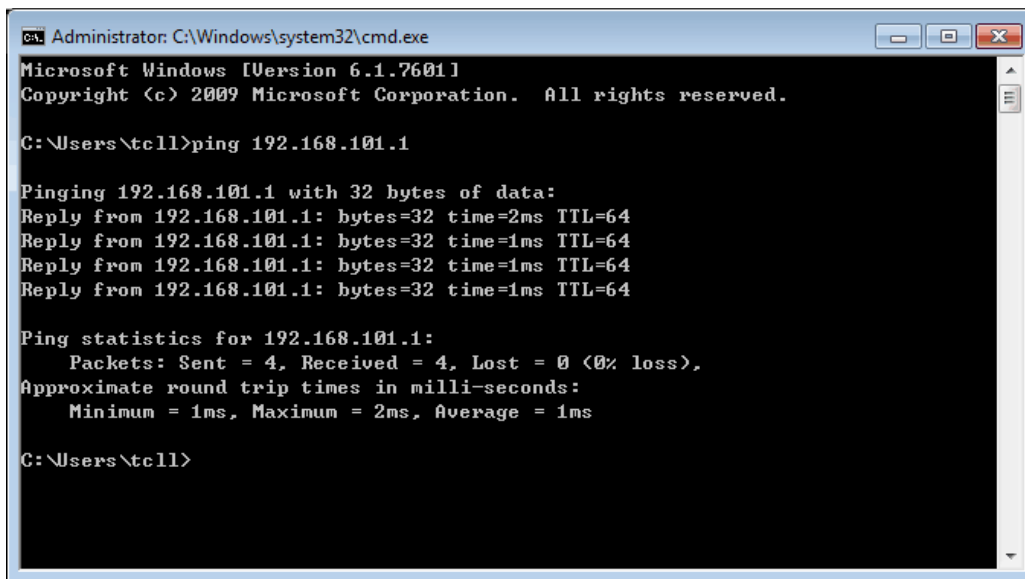 Administrator: C:\Windows\system32\cmd.exe
Microsoft Windows [Version 6.1.7601]
Copyright (c) 2009 Microsoft Corporation.  All rights reserved.
C:\Users\tcll>ping 192.168.101.1
Pinging 192.168.101.1 with 32 bytes of data:
Reply from 192.168.101.1: bytes=32 time=2ms TTL=64
Reply from 192.168.101.1: bytes=32 time=1ms TTL=64
Reply from 192.168.101.1: bytes=32 time=1ms TTL=64
Reply from 192.168.101.1: bytes=32 time=1ms TTL=64
Ping statistics for 192.168.101.1:
    Packets: Sent = 4, Received = 4, Lost = 0 (0% loss),
Approximate round trip times in milli-seconds:
    Minimum = 1ms, Maximum = 2ms, Average = 1ms
C:\Users\tcll>